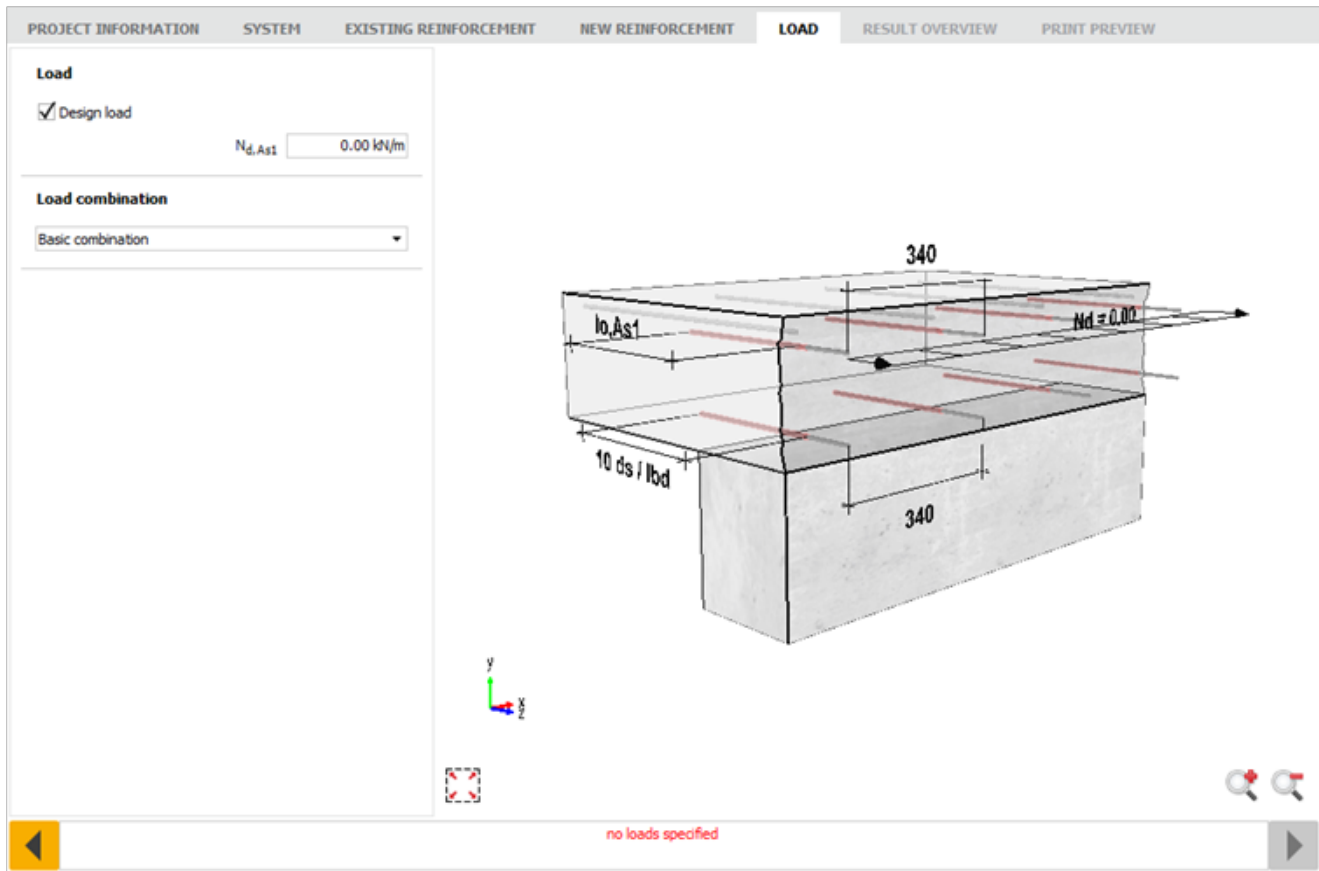 PROJECT INFORMATION SYSTEM EXISTING REINFORCEMENT NEW REINFORCEMENT LOAD RESULT OVERVIEW PRINT PREVIEW
Load
Design load
Nd,As1 0.00 kN/m
Load combination
Basic combination
340
lo,As1
Nd = 0.00
10 ds / lbd
340
y
x
z
no loads specified